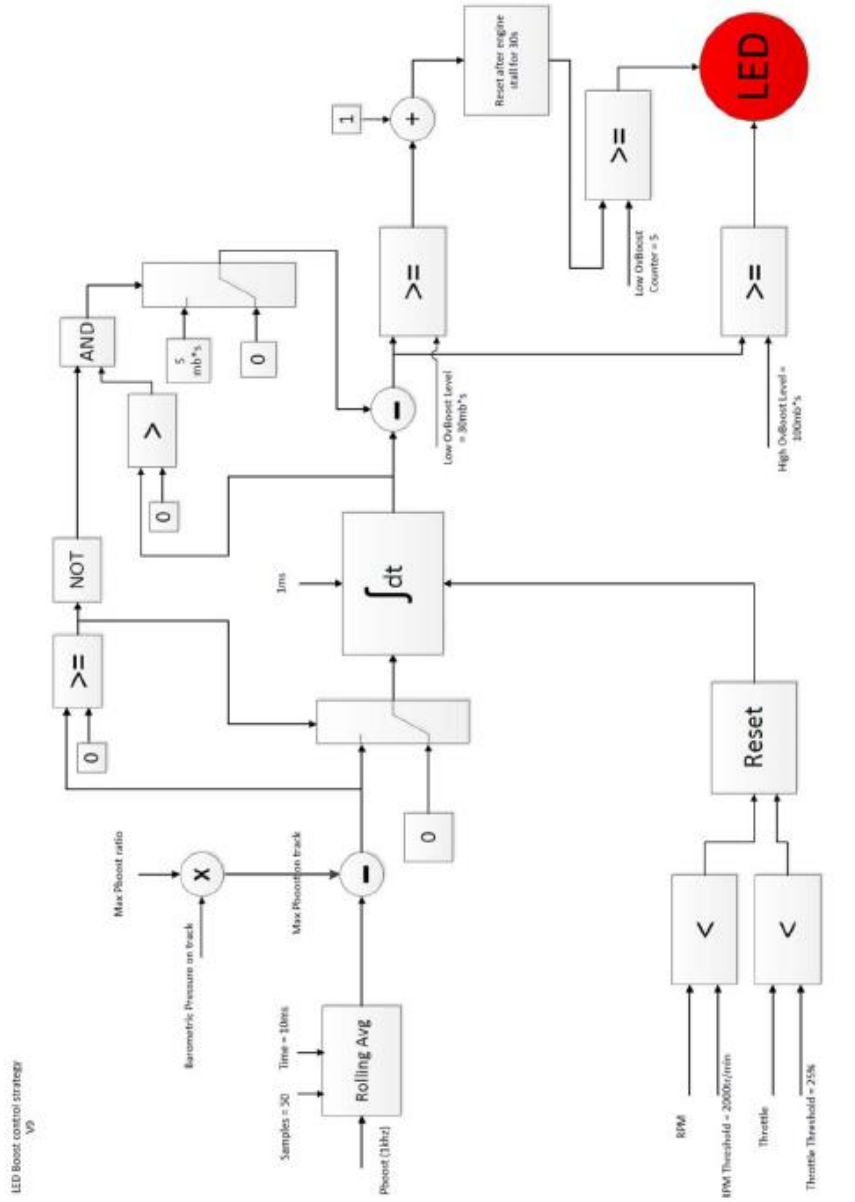 LED Boost control strategy
V9
Max Pboost ratio
Barometric Pressure on track
X
Max Pboost on track
Samples = 50
Time = 10ms
Pboost (1khz)
Rolling Avg
-
0
>=
NOT
0
0
>
AND
5
mb*s
0
1ms
∫dt
-
Low OvBoost Level
= 30mb*s
>=
1
+
Reset after engine
stall for 30s
Low OvBoost
Counter = 5
>=
LED
High OvBoost Level =
100mb*s
>=
RPM
RPM Threshold = 2000tr/min
<
Throttle
Throttle Threshold = 25%
<
Reset